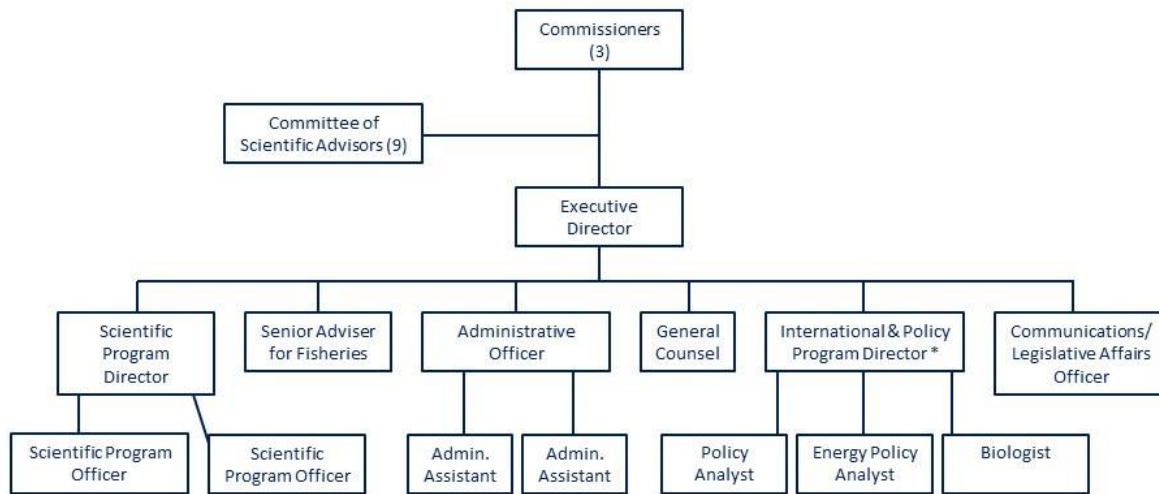 Commissioners
(3)
Committee of
Scientific Advisors (9)
Executive
Director
Scientific
Program
Director
Senior Adviser
for Fisheries
Administrative
Officer
General
Counsel
International & Policy
Program Director *
Communications/
Legislative Affairs
Officer
Scientific Program
Officer
Scientific
Program Officer
Admin.
Assistant
Admin.
Assistant
Policy
Analyst
Energy Policy
Analyst
Biologist